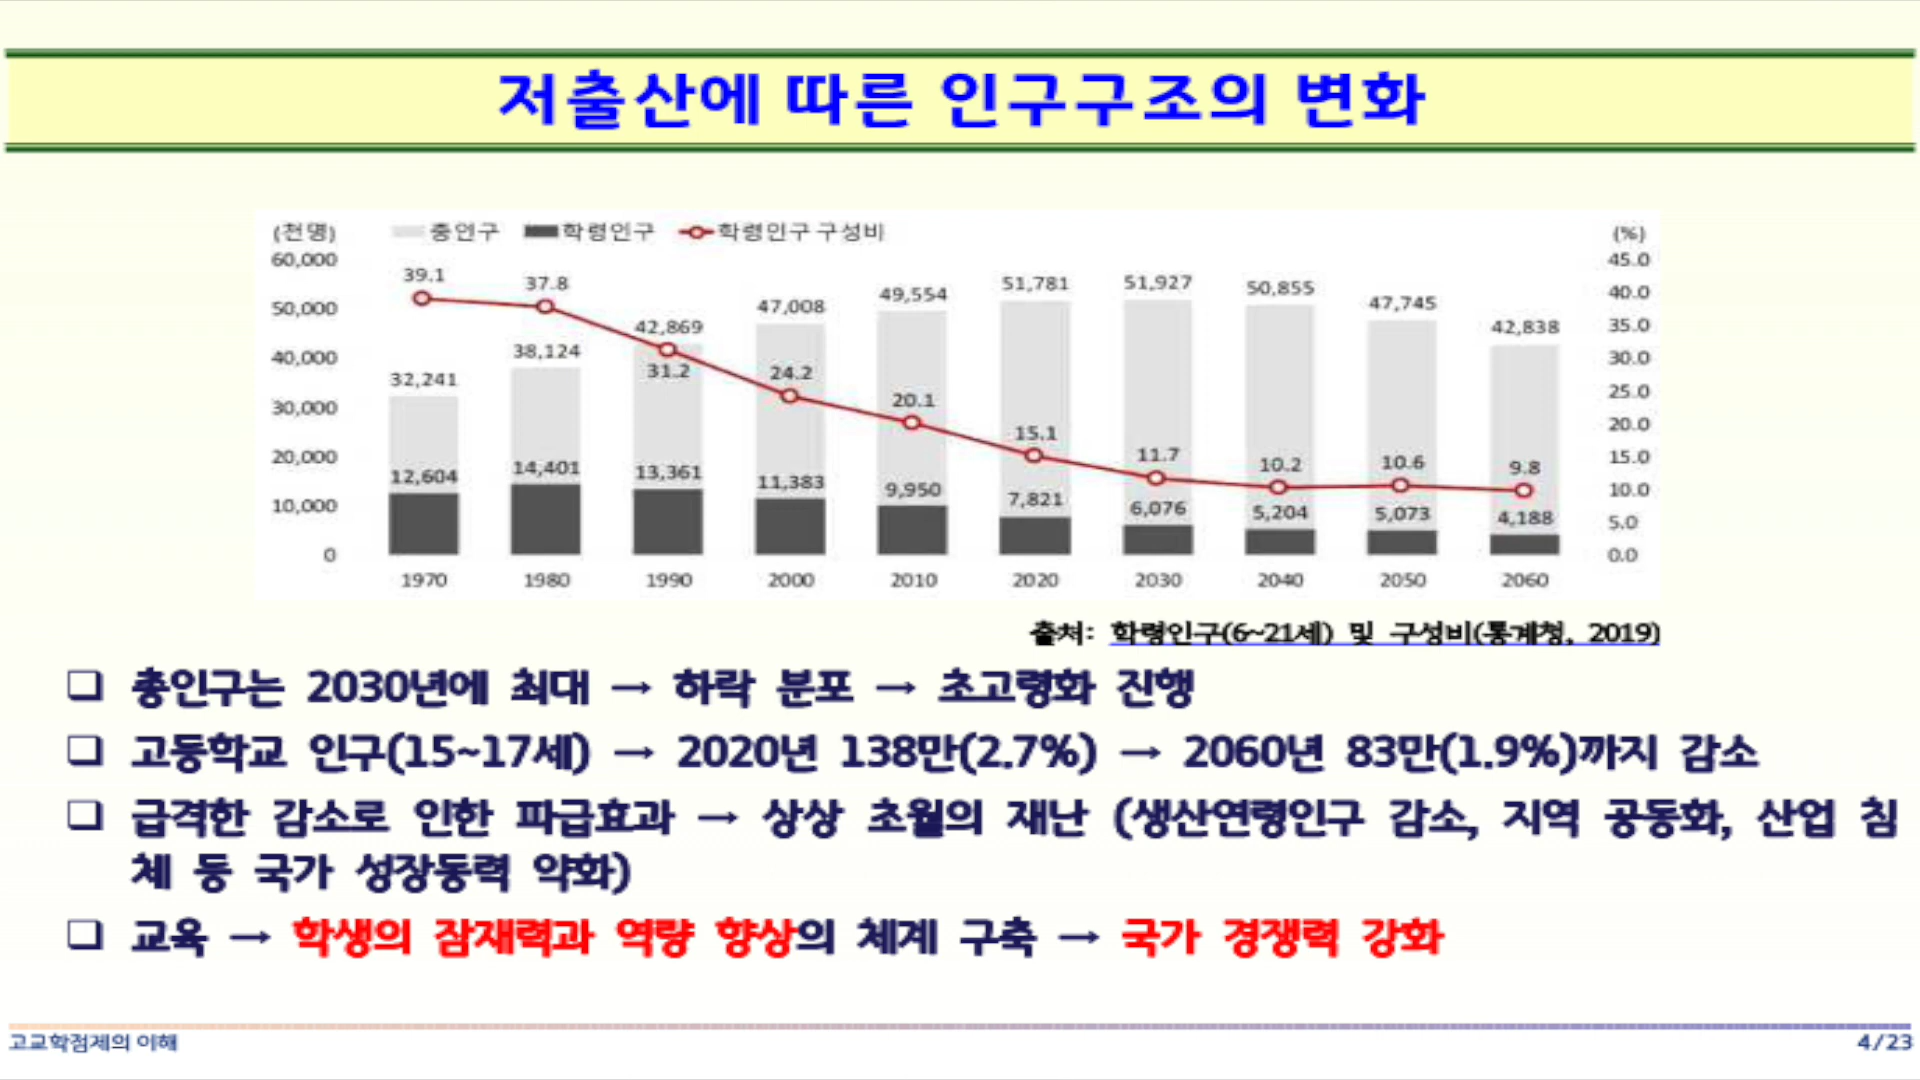 저출산에 따른 인구구조의 변화
(천명) 총인구 학령인구 학령인구 구성비 (%)
60,000 45.0
50,000 40.0
40,000 35.0
30,000 30.0
20,000 25.0
10,000 20.0
0 15.0
10.0
5.0
0.0
39.1 37.8 31.2 24.2 20.1 15.1 11.7 10.2 10.6 9.8
32,241 38,124 42,869 47,008 49,554 51,781 51,927 50,855 47,745 42,838
12,604 14,401 13,361 11,383 9,950 7,821 6,076 5,204 5,073 4,188
1970 1980 1990 2000 2010 2020 2030 2040 2050 2060
출처: 학령인구(6~21세) 및 구성비(통계청, 2019)
❑ 총인구는 2030년에 최대 → 하락 분포 → 초고령화 진행
❑ 고등학교 인구(15~17세) → 2020년 138만(2.7%) → 2060년 83만(1.9%)까지 감소
❑ 급격한 감소로 인한 파급효과 → 상상 초월의 재난 (생산연령인구 감소, 지역 공동화, 산업 침
체 등 국가 성장동력 약화)
❑ 교육 → 학생의 잠재력과 역량 향상의 체계 구축 → 국가 경쟁력 강화
고교학점제의 이해
4/23